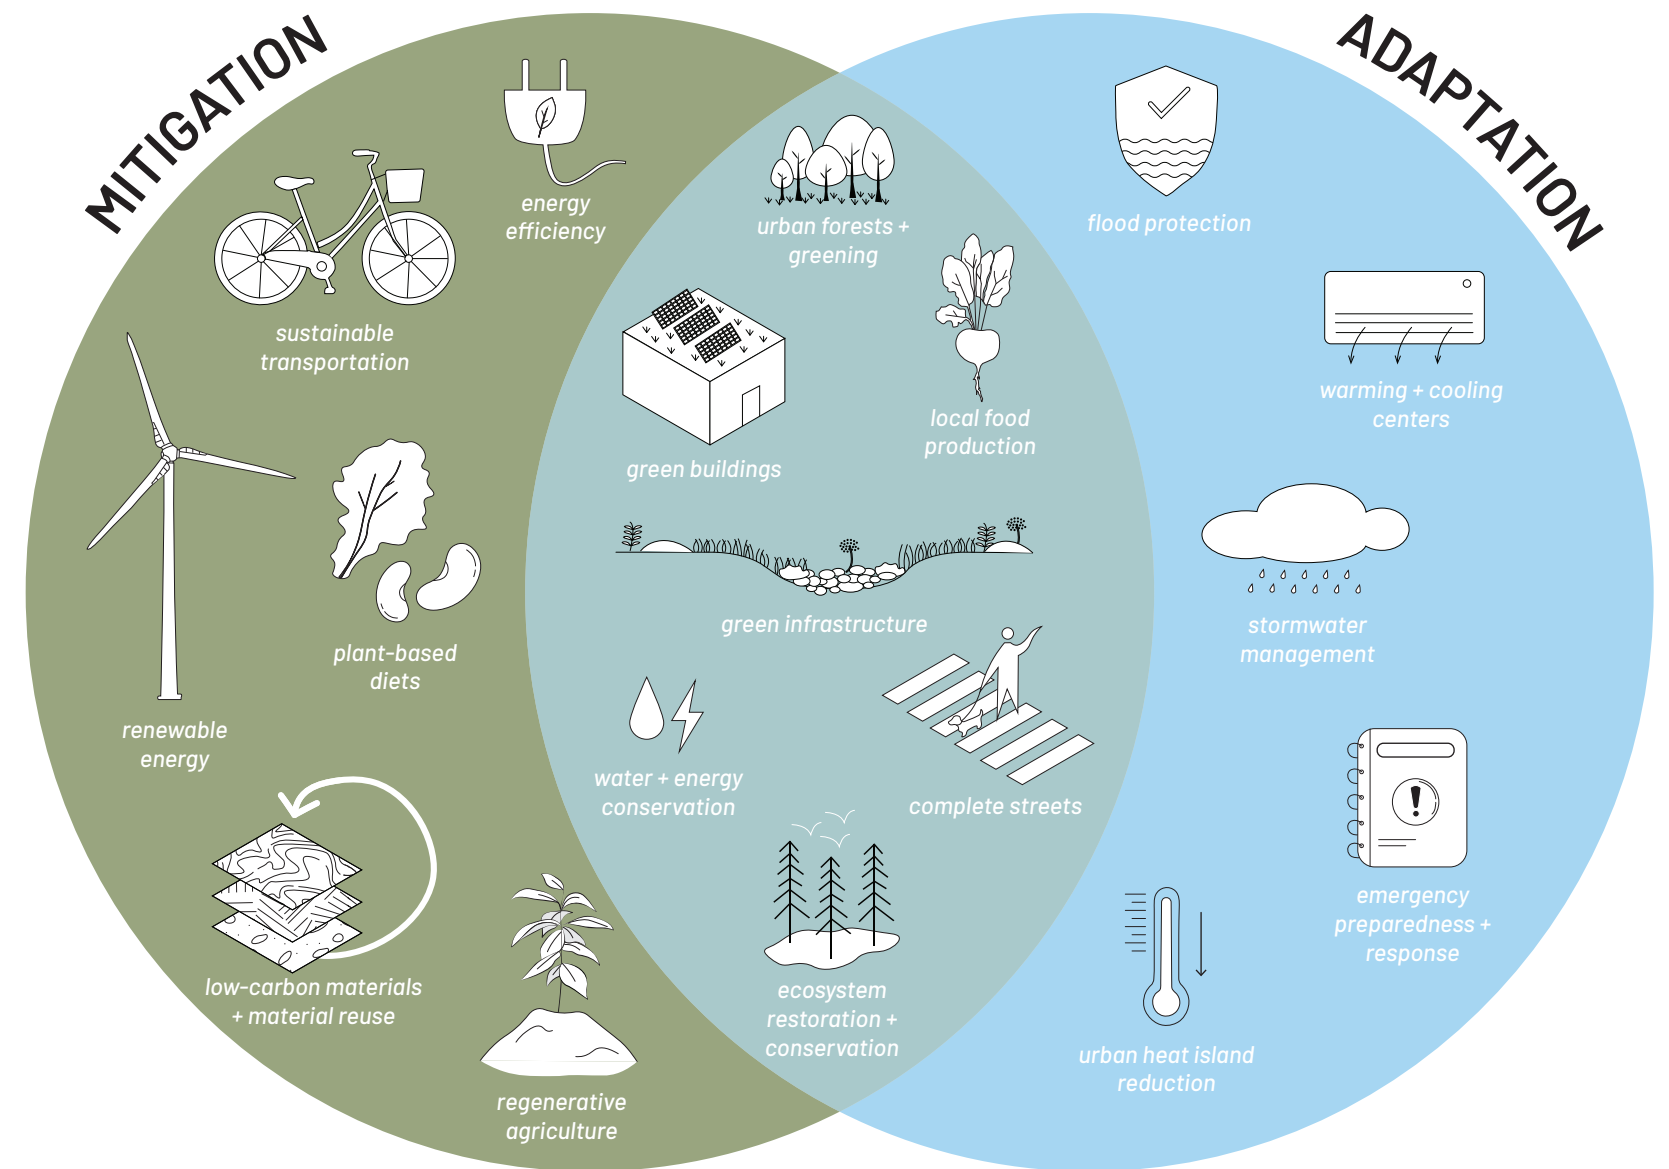 MITIGATION
ADAPTATION
energy
efficiency
sustainable
transportation
renewable
energy
plant-based
diets
low-carbon materials
+ material reuse
regenerative
agriculture
urban forests +
greening
green buildings
local food
production
green infrastructure
water + energy
conservation
complete streets
ecosystem
restoration +
conservation
flood protection
warming + cooling
centers
stormwater
management
emergency
preparedness +
response
urban heat island
reduction